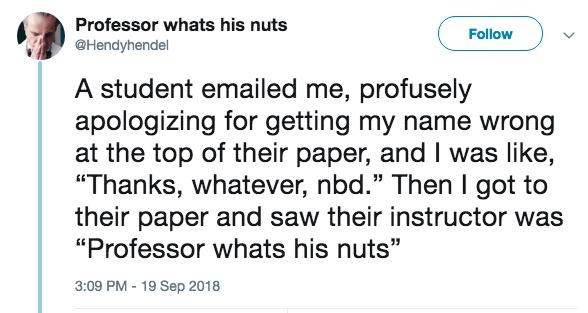 Professor whats his nuts
@Hendyhendel
Follow
A student emailed me, profusely
apologizing for getting my name wrong
at the top of their paper, and I was like,
“Thanks, whatever, nbd.” Then I got to
their paper and saw their instructor was
“Professor whats his nuts”
3:09 PM - 19 Sep 2018